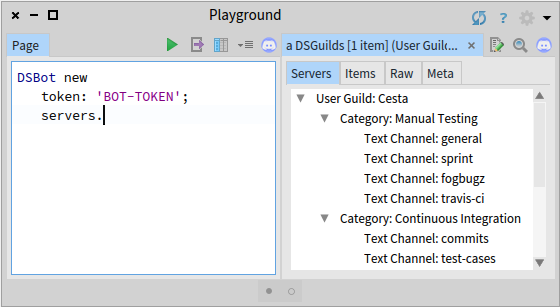 Playground
Page
a DSGuilds [1 item] (User Guild...
DSBot new
token: 'BOT-TOKEN';
servers.
Servers Items Raw Meta
User Guild: Cesta
Category: Manual Testing
Text Channel: general
Text Channel: sprint
Text Channel: fogbugz
Text Channel: travis-ci
Category: Continuous Integration
Text Channel: commits
Text Channel: test-cases